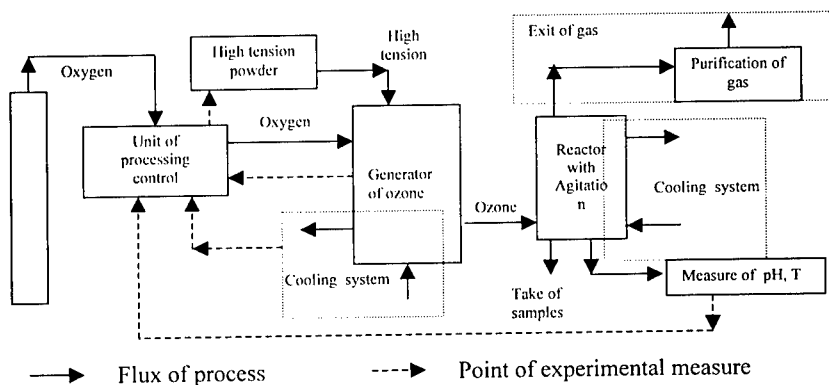 Oxygen
High tension
powder
High
tension
Exit of gas
Purification of
gas
Unit of
processing
control
Oxygen
Generator
of ozone
Cooling system
Ozone
Reactor
with
Agitatio
n
Cooling system
Take of
samples
Measure of pH, T
Flux of process
Point of experimental measure